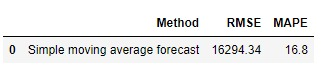 Method RMSE MAPE
0 Simple moving average forecast 16294.34 16.8